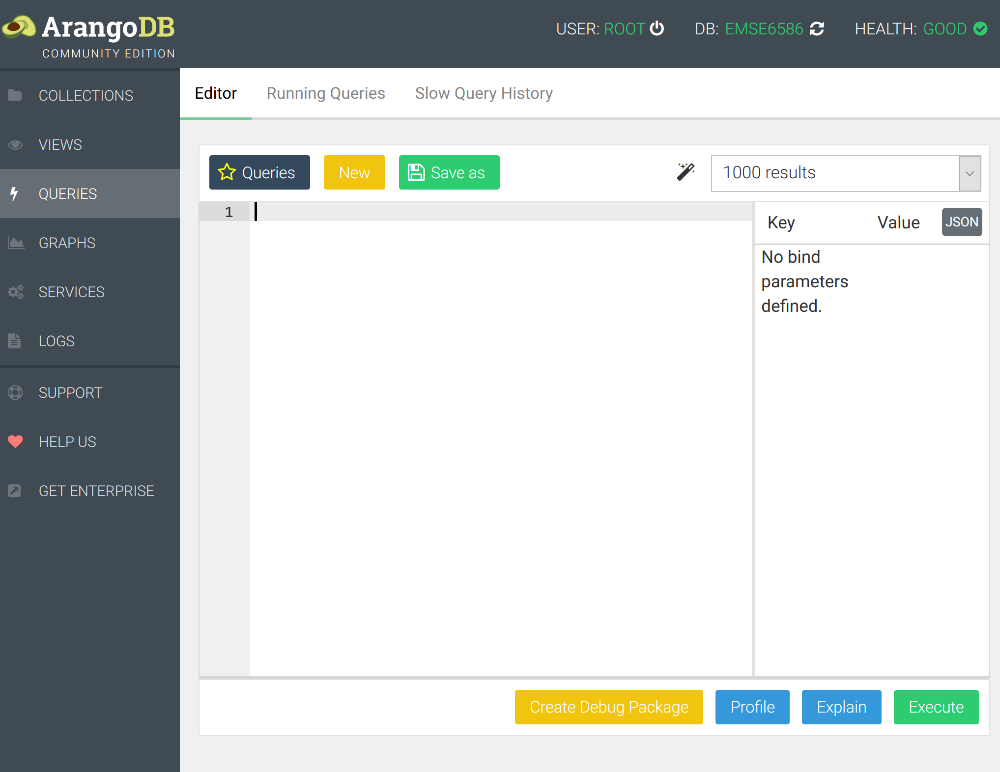 ArangoDB
COMMUNITY EDITION
USER: ROOT DB: EMSE6586 HEALTH: GOOD
COLLECTIONS
VIEWS
QUERIES
GRAPHS
SERVICES
LOGS
SUPPORT
HELP US
GET ENTERPRISE
Editor Running Queries Slow Query History
Queries New Save as 1000 results
1
Key Value JSON
No bind
parameters
defined.
Create Debug Package Profile Explain Execute